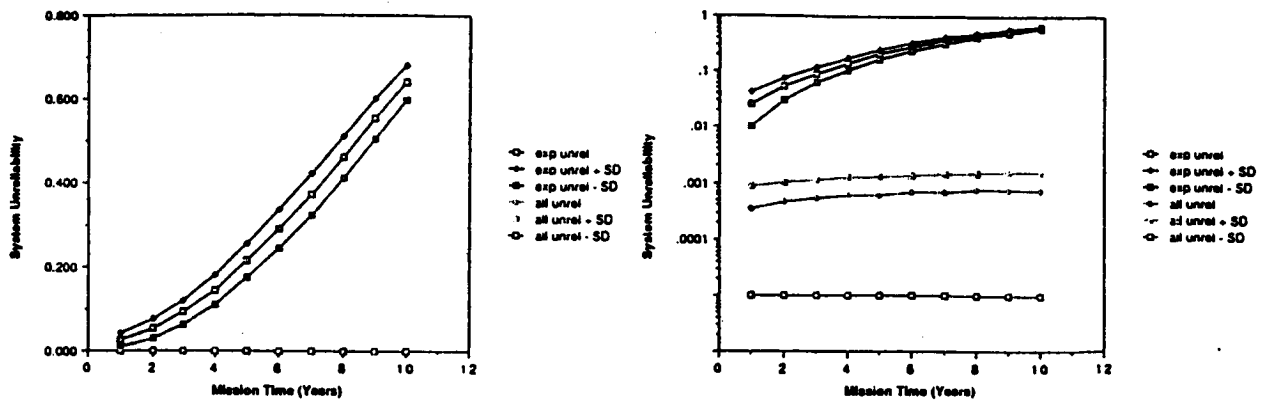 0.800
0.600
0.400
0.200
0.000
0
2
4
6
8
10
12
System Unreliability
Mission Time (Years)
exp unrel
exp unrel + SD
exp unrel - SD
all unrel
all unrel + SD
all unrel - SD
1
.1
.01
.001
.0001
0
2
4
6
8
10
12
System Unreliability
Mission Time (Years)
exp unrel
exp unrel + SD
exp unrel - SD
all unrel
all unrel + SD
all unrel - SD